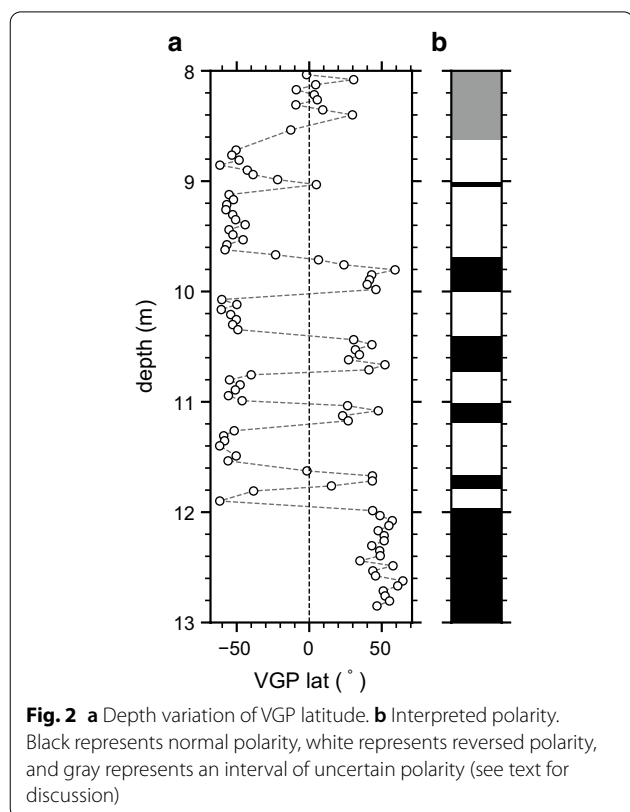 a
b
8
9
10
11
12
13
depth (m)
−50
0
50
VGP lat ( ° )
Fig. 2 a Depth variation of VGP latitude. b Interpreted polarity.
Black represents normal polarity, white represents reversed polarity,
and gray represents an interval of uncertain polarity (see text for
discussion)